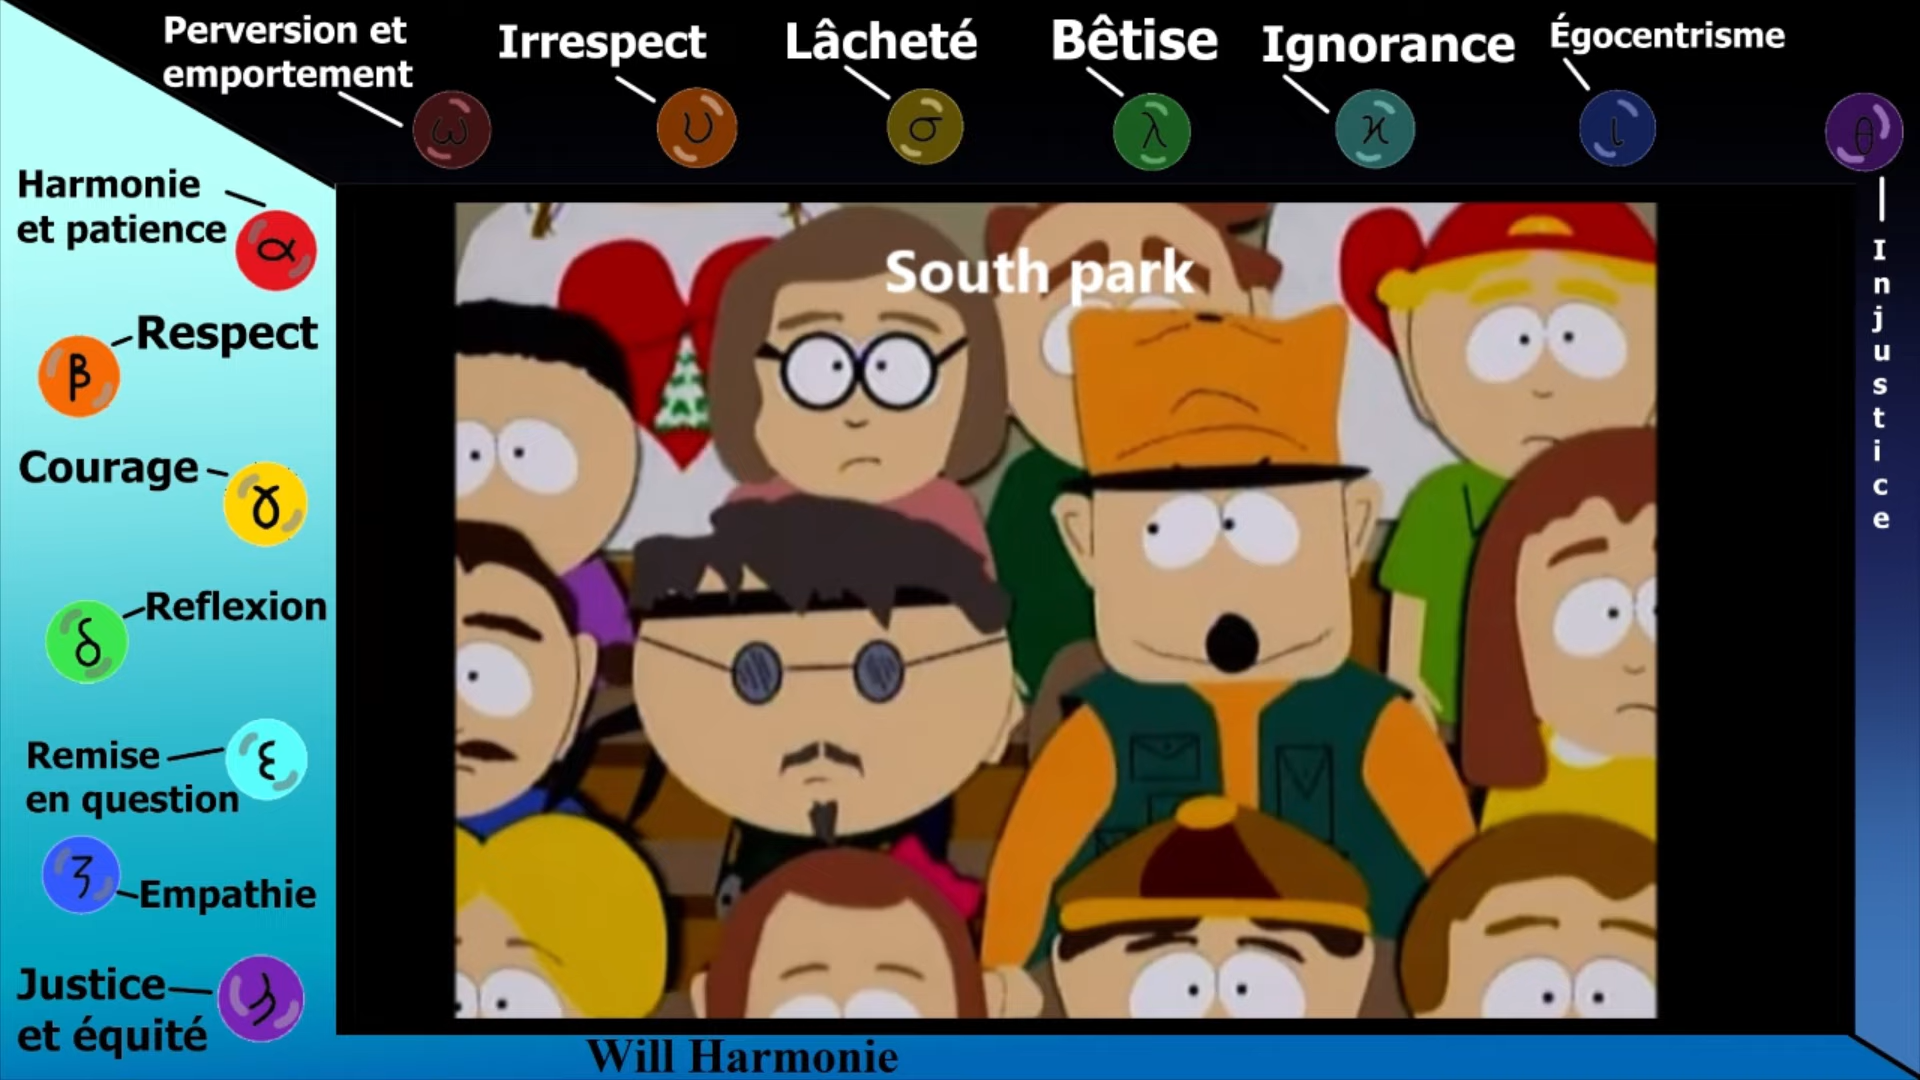 Perversion et
emportement
ω
Irrespect
υ
Lâcheté
σ
Bêtise
λ
Ignorance
ϰ
Égocentrisme
ι
θ
Injustice
Harmonie
et patience
α
Respect
β
Courage
γ
Reflexion
δ
Remise
en question
ε
Empathie
Justice
et équité
South park
Will Harmonie